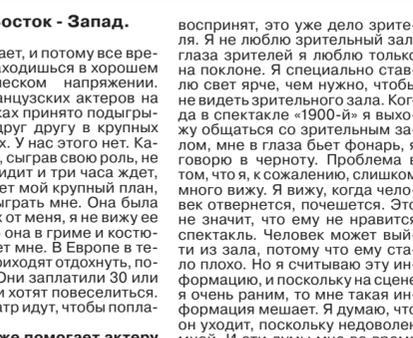 осток - Запад.
ает, и потому все вре-
аходишься в хорошем
ческом напряжении.
анцузских актеров на
ках принято подыгры-
друг другу в крупных
х. У нас этого нет. Ка-
, сыграв свою роль, не
идит и три часа ждет,
ет мой крупный план,
ыграть мне. Она была
х от меня, я не вижу ее
о она в гриме и костю-
ет мне. В Европе в те-
риходят отдохнуть, по-
Они заплатили 30 или
и хотят повеселиться.
атр идут, чтобы попла-
же помогает актеру
воспринят, это уже дело зрите-
ля. Я не люблю зрительный зал
глаза зрителей я люблю только
на поклоне. Я специально став-
лю свет ярче, чем нужно, чтобы
не видеть зрительного зала. Ког-
да в спектакле «1900-й» я выхо-
жу общаться со зрительным за-
лом, мне в глаза бьет фонарь, я
говорю в черноту. Проблема в
том, что я, к сожалению, слишком
много вижу. Я вижу, когда чело-
век отвернется, почешется. Это
не значит, что ему не нравится
спектакль. Человек может вый-
ти из зала, потому что ему ста-
ло плохо. Но я считываю эту ин-
формацию, и поскольку на сцене
я очень раним, то мне такая ин-
формация мешает. Я думаю, что
он уходит, поскольку недоволен